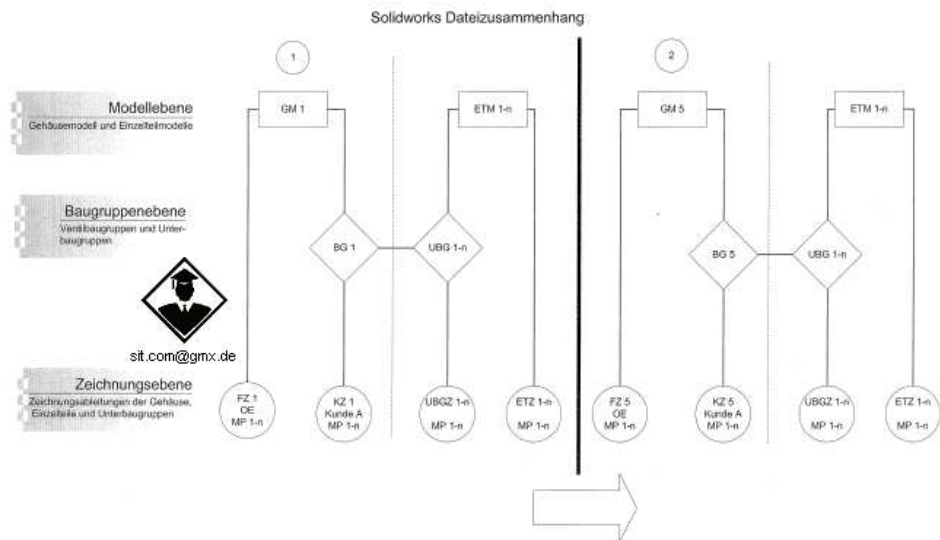 Solidworks Dateizusammenhang
1
2
Modellebene
Gehäusemodell und Einzelteilmodelle
GM 1
ETM 1-n
GM 5
ETM 1-n
Baugruppenebene
Ventilbaugruppen und Unter-
baugruppen
BG 1
UBG 1-n
BG 5
UBG 1-n
sit.com@gmx.de
Zeichnungsebene
Zeichnungsableitungen der Gehäuse,
Einzelteile und Unterbaugruppen
FZ 1
OE
MP 1-n
KZ 1
Kunde A
MP 1-n
UBGZ 1-n
MP 1-n
ETZ 1-n
MP 1-n
FZ 5
OE
MP 1-n
KZ 5
Kunde A
MP 1-n
UBGZ 1-n
MP 1-n
ETZ 1-n
MP 1-n